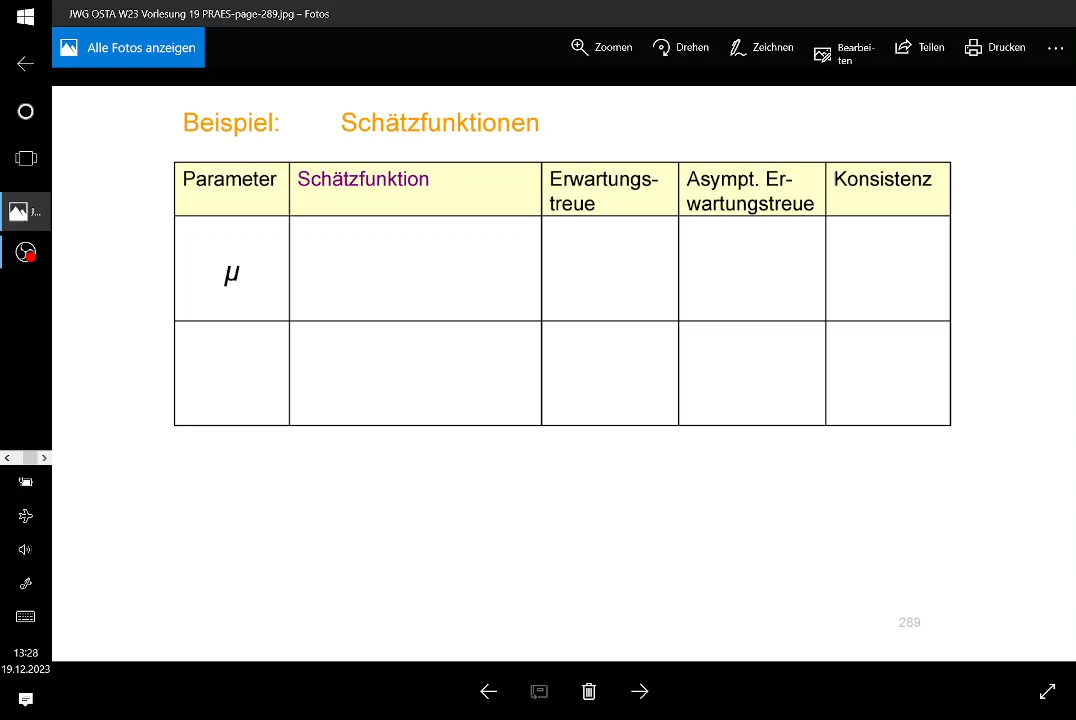 JWG OSTA W23 Vorlesung 19 PRAES-page-289.jpg – Fotos
Alle Fotos anzeigen
Zoomen
Drehen
Zeichnen
Bearbei-
ten
Teilen
Drucken
Beispiel: Schätzfunktionen
Parameter
Schätzfunktion
Erwartungs-
treue
Asympt. Er-
wartungstreue
Konsistenz
J...
μ
289
13:28
19.12.2023